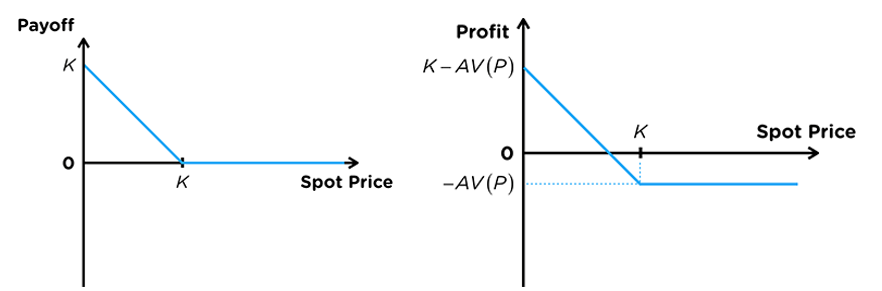 Payoff
K
0
K
Spot Price
Profit
K – AV(P)
K
Spot Price
0
–AV(P)